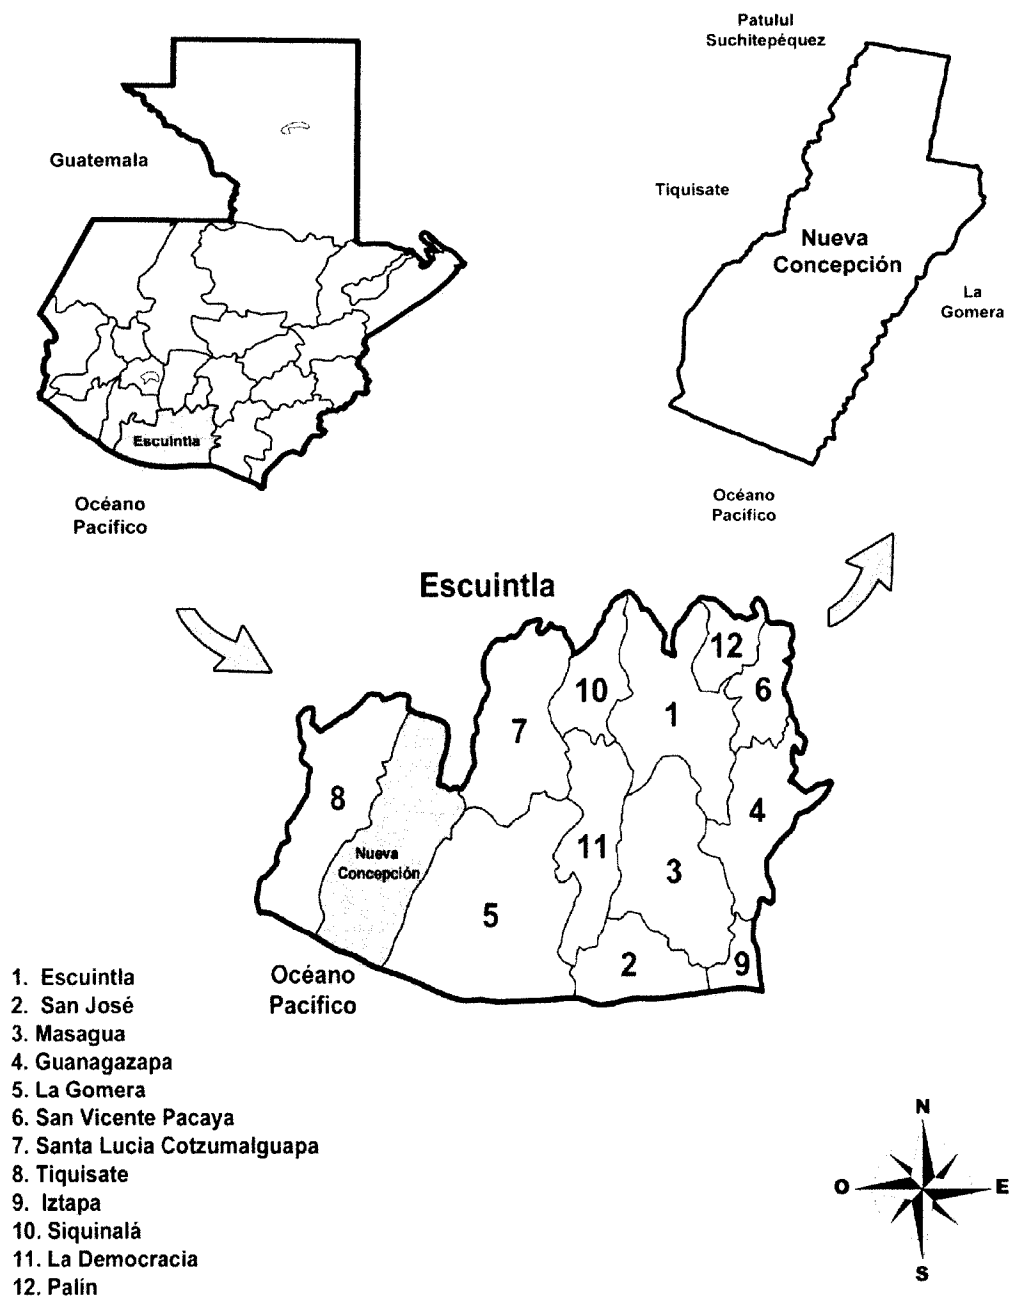 Patulul
Suchitepéquez
Guatemala
Tiquisate
Nueva
Concepción
La
Gomera
Escuintla
Océano
Pacífico
Océano
Pacífico
Escuintla
12
10
6
1
7
8
4
Nueva
Concepción
11
3
5
2
9
Océano
Pacífico
1. Escuintla
2. San José
3. Masagua
4. Guanagazapa
5. La Gomera
6. San Vicente Pacaya
7. Santa Lucia Cotzumalguapa
8. Tiquisate
9. Iztapa
10. Siquinalá
11. La Democracia
12. Palín
N
O
E
S